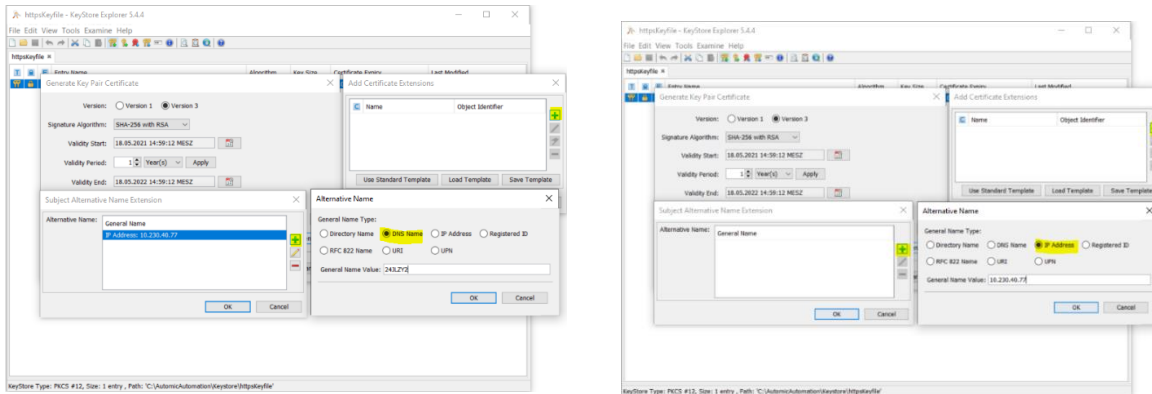 httpsKeyfile - KeyStore Explorer 5.4.4
File Edit View Tools Examine Help
httpsKeyfile
Entry Name Algorithm Key Size Certificate Expiry Last Modified
Generate Key Pair Certificate
Version: Version 1 Version 3
Signature Algorithm: SHA-256 with RSA
Validity Start: 18.05.2021 14:59:12 MESZ
Validity Period: 1 Year(s) Apply
Validity End: 18.05.2022 14:59:12 MESZ
Add Certificate Extensions
Name Object Identifier
Use Standard Template Load Template Save Template
Subject Alternative Name Extension
Alternative Name: General Name
IP Address: 10.230.40.77
OK Cancel
Alternative Name
General Name Type:
Directory Name DNS Name IP Address Registered ID
RFC 822 Name URI UPN
General Name Value:
OK Cancel
KeyStore Type: PKCS #12, Size: 1 entry , Path: 'C:\AutomicAutomation\Keystore\httpsKeyfile'
httpsKeyfile - KeyStore Explorer 5.4.4
File Edit View Tools Examine Help
httpsKeyfile
Entry Name Algorithm Key Size Certificate Expiry Last Modified
Generate Key Pair Certificate
Version: Version 1 Version 3
Signature Algorithm: SHA-256 with RSA
Validity Start: 18.05.2021 14:59:12 MESZ
Validity Period: 1 Year(s) Apply
Validity End: 18.05.2022 14:59:12 MESZ
Add Certificate Extensions
Name Object Identifier
Use Standard Template Load Template Save Template
Subject Alternative Name Extension
Alternative Name: General Name
OK Cancel
Alternative Name
General Name Type:
Directory Name DNS Name IP Address Registered ID
RFC 822 Name URI UPN
General Name Value: 10.230.40.77
OK Cancel
KeyStore Type: PKCS #12, Size: 1 entry , Path: 'C:\AutomicAutomation\Keystore\httpsKeyfile'